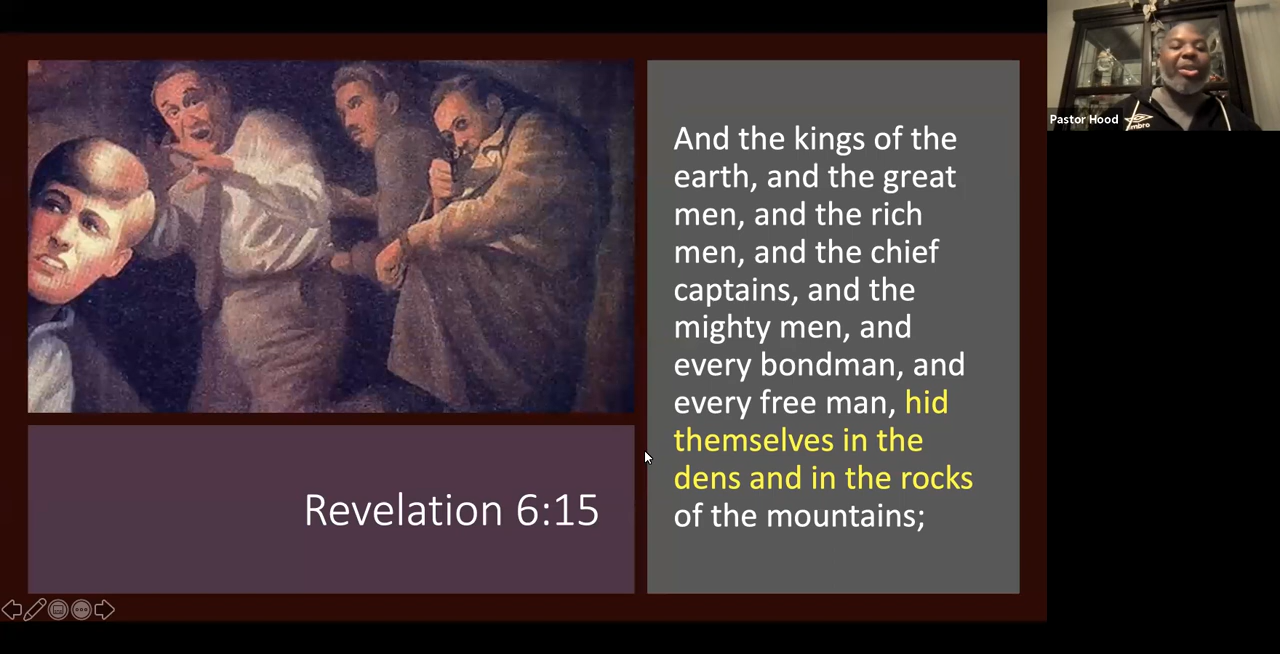 And the kings of the
earth, and the great
men, and the rich
men, and the chief
captains, and the
mighty men, and
every bondman, and
every free man, hid
themselves in the
dens and in the rocks
of the mountains;
Revelation 6:15
Pastor Hood
umbro